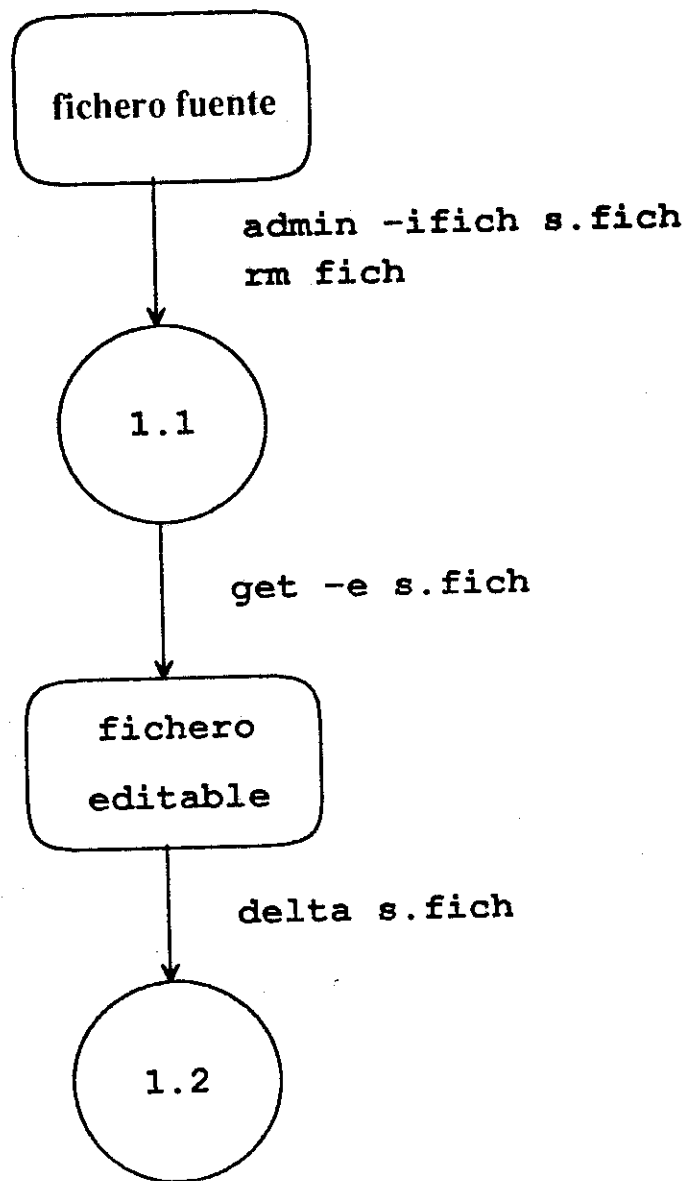 fichero fuente
admin -ifich s.fich
rm fich
1.1
get -e s.fich
fichero
editable
delta s.fich
1.2